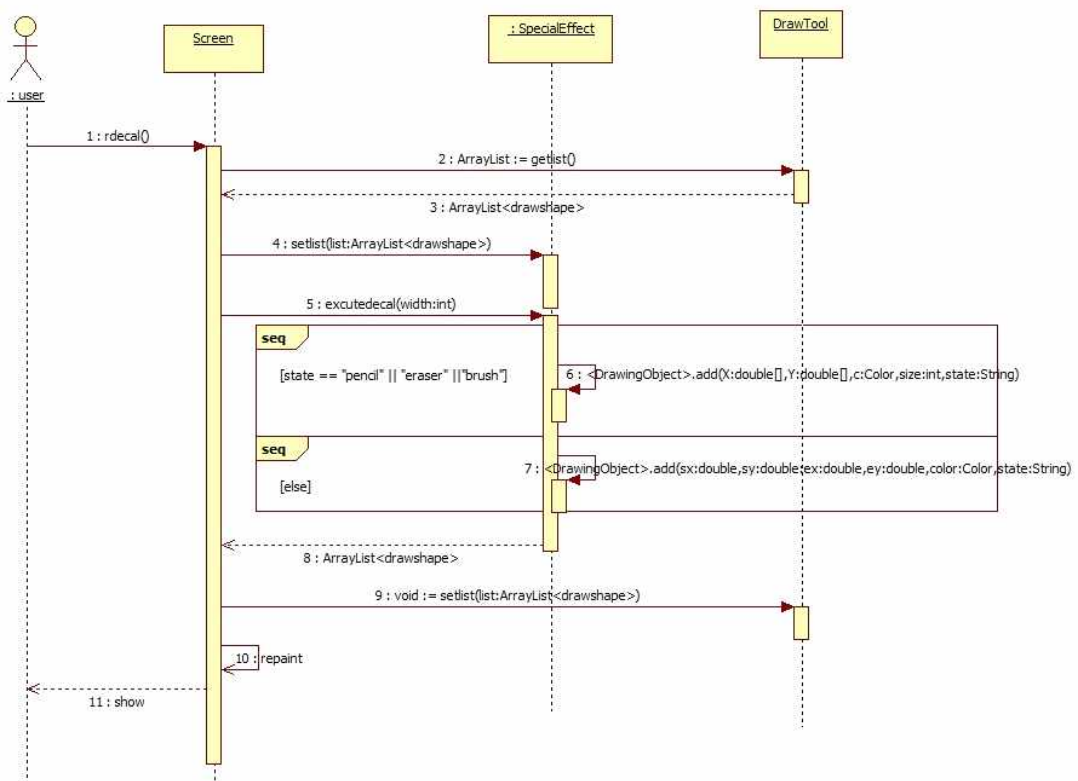 : user
Screen
: SpecialEffect
DrawTool
1 : rdecal()
2 : ArrayList := getlist()
3 : ArrayList<drawshape>
4 : setlist(list:ArrayList<drawshape>)
5 : excutedecal(width:int)
seq
[state == "pencil" || "eraser" ||"brush"]
6 : <DrawingObject>.add(X:double[],Y:double[],c:Color,size:int,state:String)
seq
7 : <DrawingObject>.add(sx:double,sy:double,ex:double,ey:double,color:Color,state:String)
[else]
8 : ArrayList<drawshape>
9 : void := setlist(list:ArrayList<drawshape>)
10 : repaint
11 : show